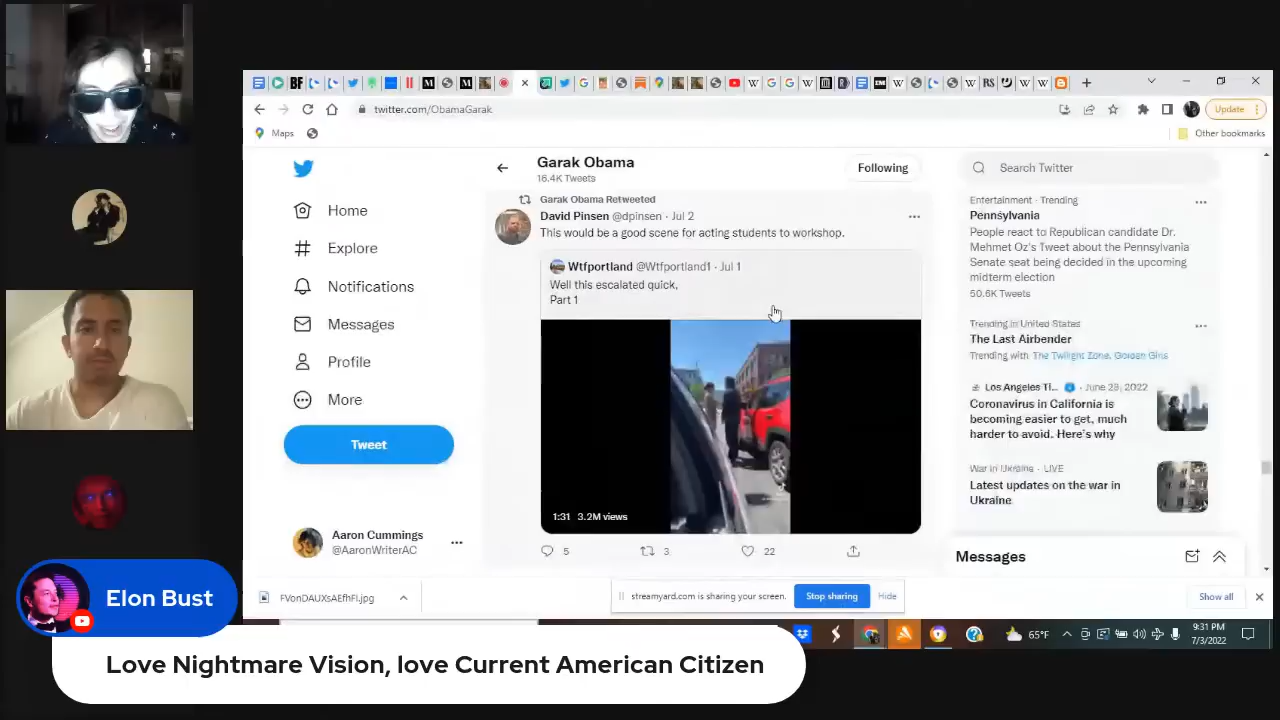 BF
twitter.com/ObamaGarak
Update
Maps
Other bookmarks
Home
Explore
Notifications
Messages
Profile
More
Tweet
Aaron Cummings
@AaronWriterAC
Garak Obama
16.4K Tweets
Following
Garak Obama Retweeted
David Pinsen @dpinsen · Jul 2
This would be a good scene for acting students to workshop.
Wtfportland @Wtfportland1 · Jul 1
Well this escalated quick,
Part 1
1:31 3.2M views
5 3 22
Search Twitter
Entertainment · Trending
Pennsylvania
People react to Republican candidate Dr.
Mehmet Oz's Tweet about the Pennsylvania
Senate seat being decided in the upcoming
midterm election
50.6K Tweets
Trending in United States
The Last Airbender
Trending with The Twilight Zone, Golden Girls
Los Angeles Ti... · June 28, 2022
Coronavirus in California is
becoming easier to get, much
harder to avoid. Here's why
War in Ukraine · LIVE
Latest updates on the war in
Ukraine
Messages
FVonDAUXsAEfhFI.jpg
streamyard.com is sharing your screen.
Stop sharing
Hide
Show all
65°F
9:31 PM
7/3/2022
Elon Bust
Love Nightmare Vision, love Current American Citizen